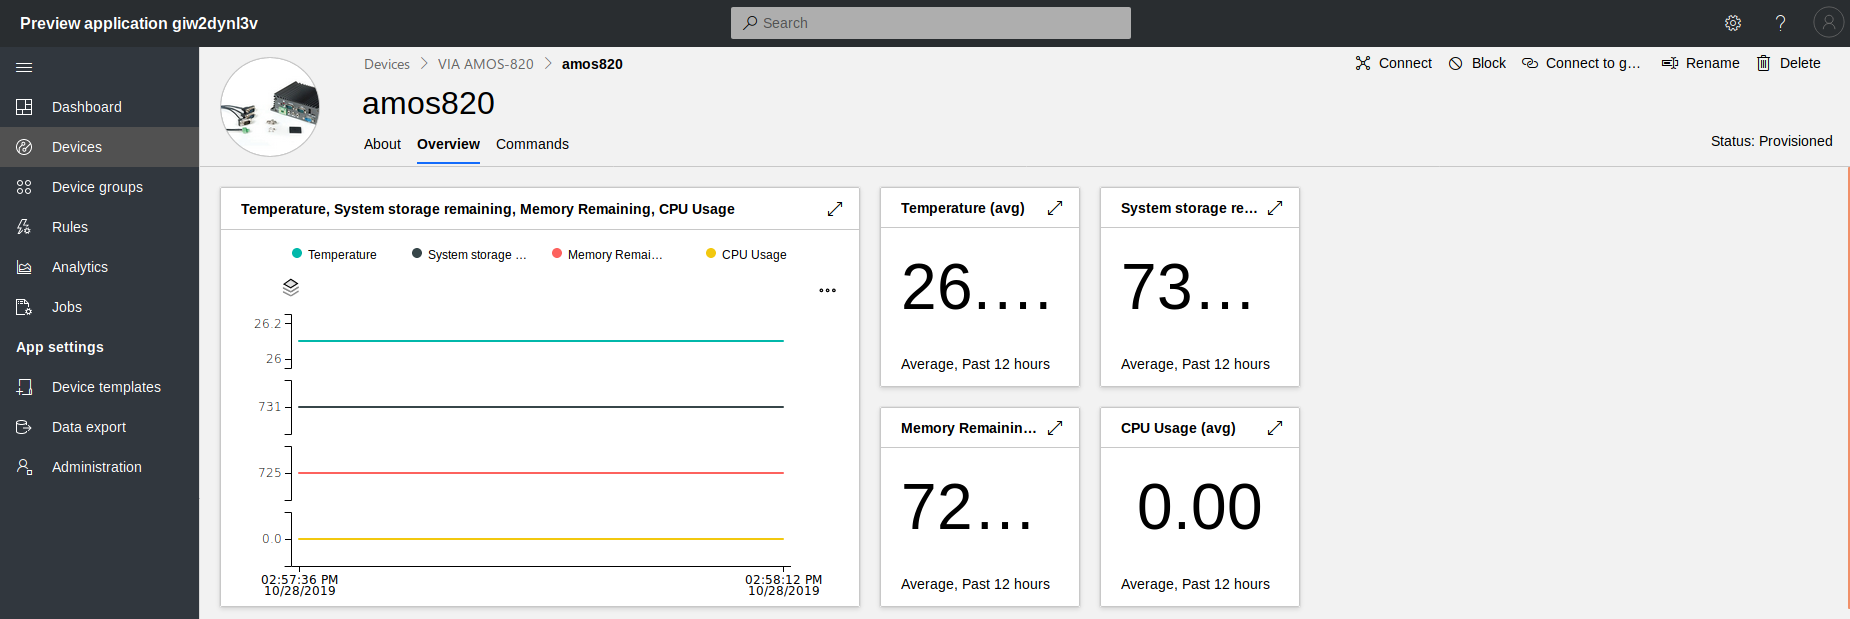 Preview application giw2dynl3v
Search
?
Dashboard
Devices
Device groups
Rules
Analytics
Jobs
App settings
Device templates
Data export
Administration
Devices > VIA AMOS-820 > amos820
amos820
About Overview Commands
Connect Block Connect to g... Rename Delete
Status: Provisioned
Temperature, System storage remaining, Memory Remaining, CPU Usage
Temperature System storage ... Memory Remai... CPU Usage
26.2
26
731
725
0.0
02:57:36 PM
10/28/2019
02:58:12 PM
10/28/2019
Temperature (avg)
26....
Average, Past 12 hours
System storage re...
73...
Average, Past 12 hours
Memory Remainin...
72...
Average, Past 12 hours
CPU Usage (avg)
0.00
Average, Past 12 hours